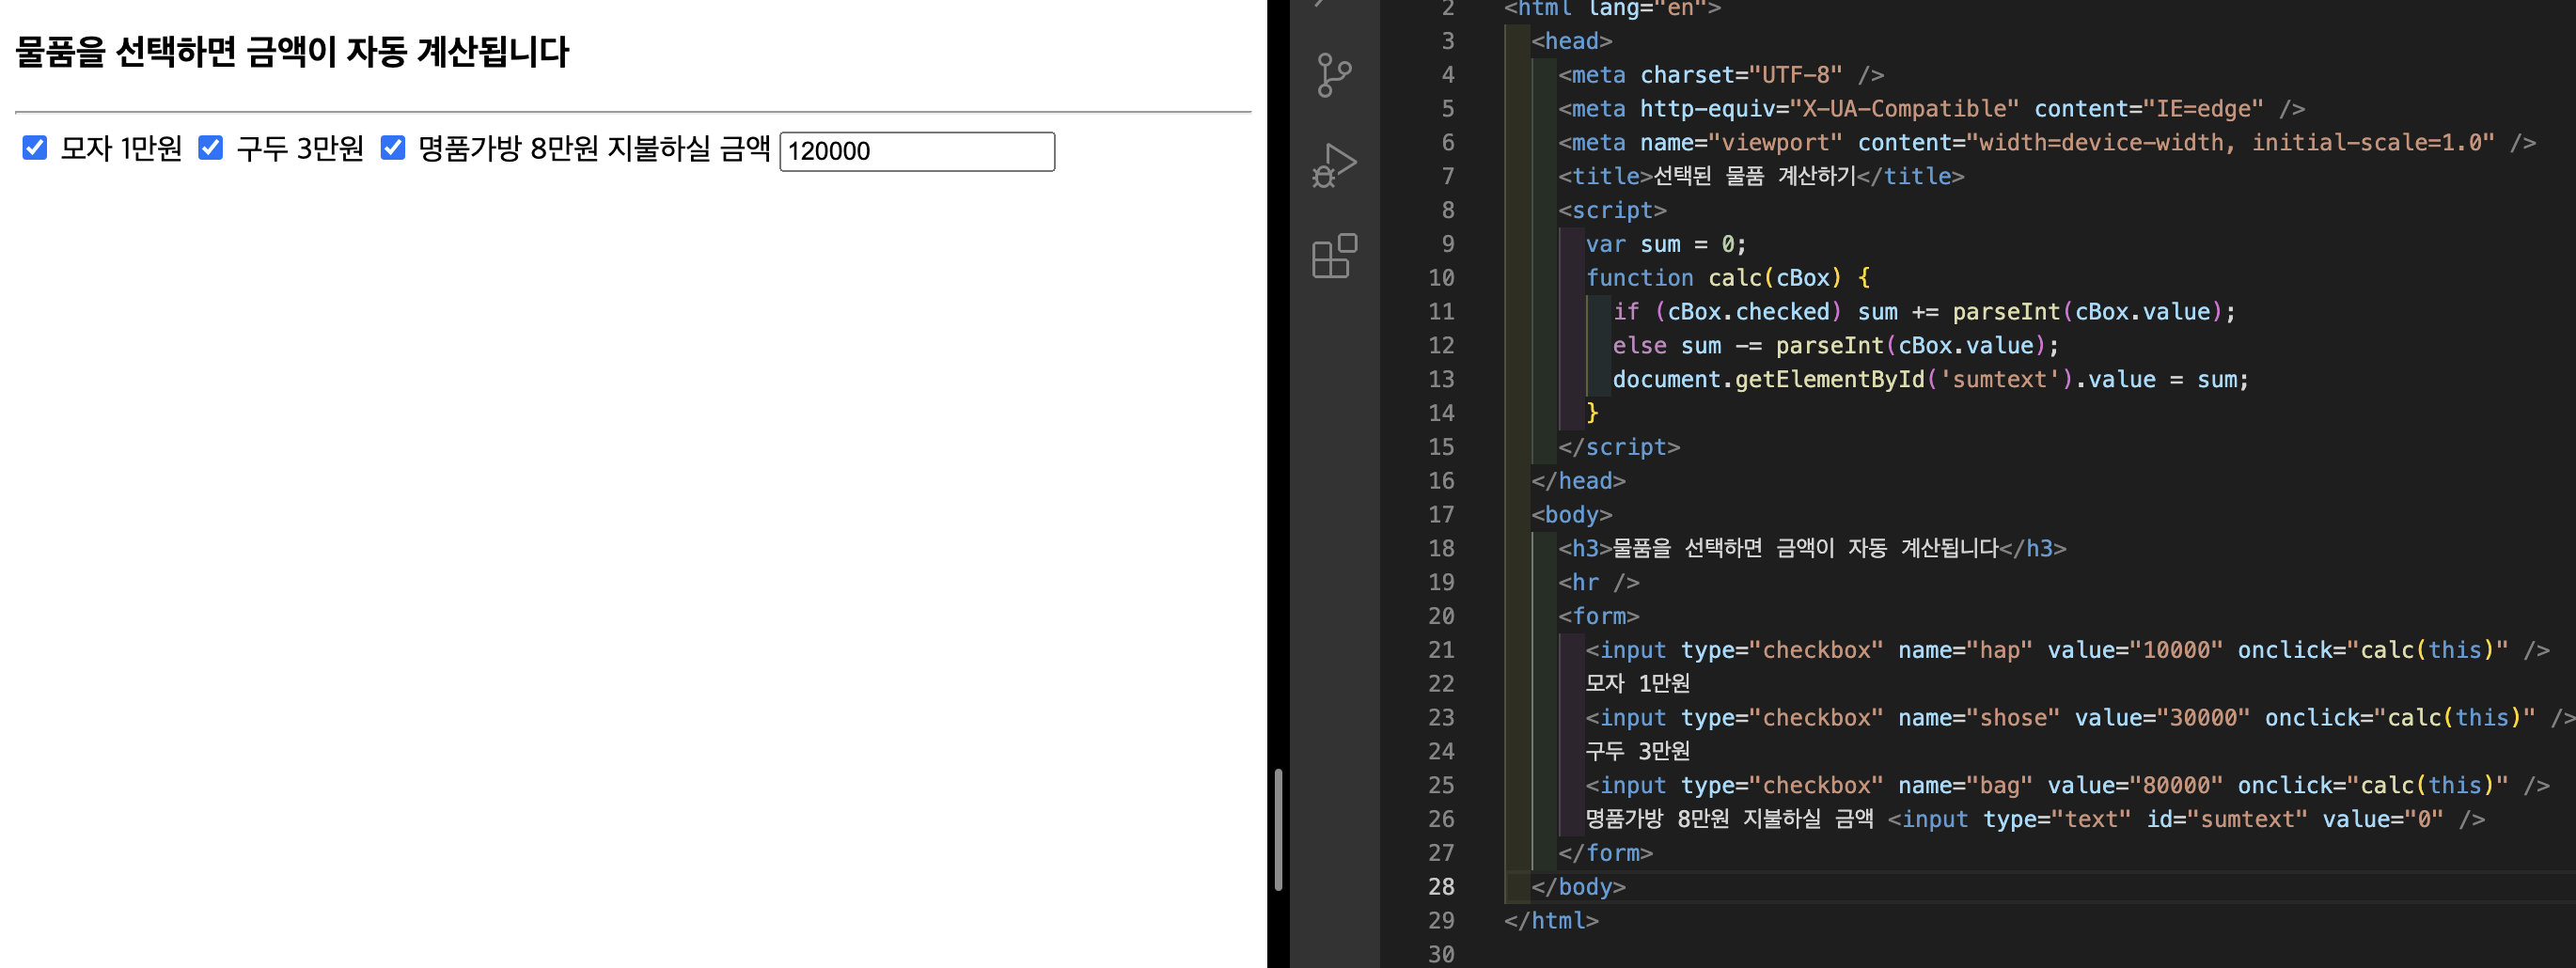 물품을 선택하면 금액이 자동 계산됩니다
모자 1만원 구두 3만원 명품가방 8만원 지불하실 금액 120000
2 <html lang="en">
3 <head>
4 <meta charset="UTF-8" />
5 <meta http-equiv="X-UA-Compatible" content="IE=edge" />
6 <meta name="viewport" content="width=device-width, initial-scale=1.0" />
7 <title>선택된 물품 계산하기</title>
8 <script>
9 var sum = 0;
10 function calc(cBox) {
11 if (cBox.checked) sum += parseInt(cBox.value);
12 else sum -= parseInt(cBox.value);
13 document.getElementById('sumtext').value = sum;
14 }
15 </script>
16 </head>
17 <body>
18 <h3>물품을 선택하면 금액이 자동 계산됩니다</h3>
19 <hr />
20 <form>
21 <input type="checkbox" name="hap" value="10000" onclick="calc(this)" />
22 모자 1만원
23 <input type="checkbox" name="shose" value="30000" onclick="calc(this)" />
24 구두 3만원
25 <input type="checkbox" name="bag" value="80000" onclick="calc(this)" />
26 명품가방 8만원 지불하실 금액 <input type="text" id="sumtext" value="0" />
27 </form>
28 </body>
29 </html>
30